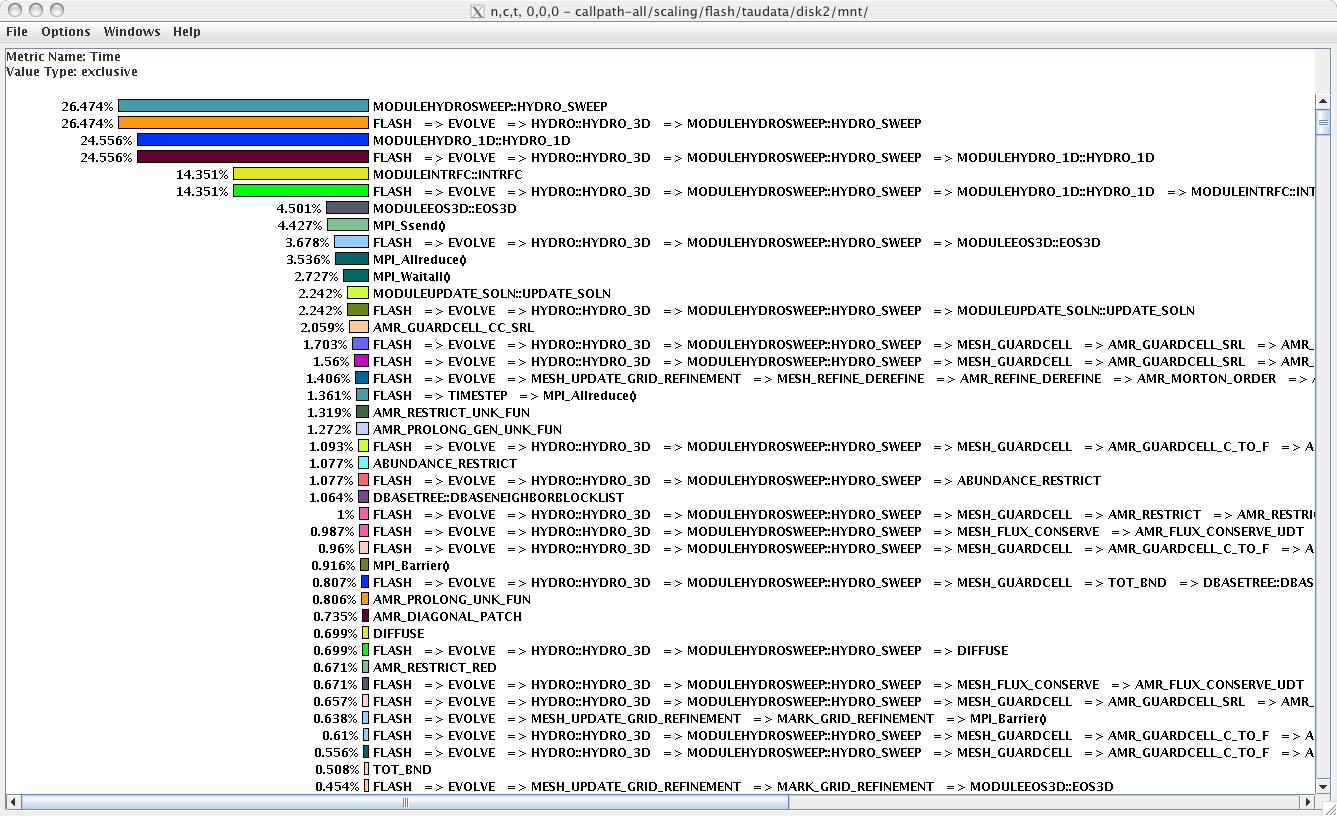 n,c,t, 0,0,0 – callpath-all/scaling/flash/taudata/disk2/mnt/
File Options Windows Help
Metric Name: Time
Value Type: exclusive
26.474% MODULEHYDROSWEEP::HYDRO_SWEEP
26.474% FLASH => EVOLVE => HYDRO::HYDRO_3D => MODULEHYDROSWEEP::HYDRO_SWEEP
24.556% MODULEHYDRO_1D::HYDRO_1D
24.556% FLASH => EVOLVE => HYDRO::HYDRO_3D => MODULEHYDROSWEEP::HYDRO_SWEEP => MODULEHYDRO_1D::HYDRO_1D
14.351% MODULEINTRFC::INTRFC
14.351% FLASH => EVOLVE => HYDRO::HYDRO_3D => MODULEHYDROSWEEP::HYDRO_SWEEP => MODULEHYDRO_1D::HYDRO_1D => MODULEINTRFC::INT
4.501% MODULEEOS3D::EOS3D
4.427% MPI_Ssend()
3.678% FLASH => EVOLVE => HYDRO::HYDRO_3D => MODULEHYDROSWEEP::HYDRO_SWEEP => MODULEEOS3D::EOS3D
3.536% MPI_Allreduce()
2.727% MPI_Waitall()
2.242% MODULEUPDATE_SOLN::UPDATE_SOLN
2.242% FLASH => EVOLVE => HYDRO::HYDRO_3D => MODULEHYDROSWEEP::HYDRO_SWEEP => MODULEUPDATE_SOLN::UPDATE_SOLN
2.059% AMR_GUARDCELL_CC_SRL
1.703% FLASH => EVOLVE => HYDRO::HYDRO_3D => MODULEHYDROSWEEP::HYDRO_SWEEP => MESH_GUARDCELL => AMR_GUARDCELL_SRL => AMR_
1.56% FLASH => EVOLVE => HYDRO::HYDRO_3D => MODULEHYDROSWEEP::HYDRO_SWEEP => MESH_GUARDCELL => AMR_GUARDCELL_SRL => AMR_
1.406% FLASH => EVOLVE => MESH_UPDATE_GRID_REFINEMENT => MESH_REFINE_DEREFINE => AMR_REFINE_DEREFINE => AMR_MORTON_ORDER =>
1.361% FLASH => TIMESTEP => MPI_Allreduce()
1.319% AMR_RESTRICT_UNK_FUN
1.272% AMR_PROLONG_GEN_UNK_FUN
1.093% FLASH => EVOLVE => HYDRO::HYDRO_3D => MODULEHYDROSWEEP::HYDRO_SWEEP => MESH_GUARDCELL => AMR_GUARDCELL_C_TO_F => A
1.077% ABUNDANCE_RESTRICT
1.077% FLASH => EVOLVE => HYDRO::HYDRO_3D => MODULEHYDROSWEEP::HYDRO_SWEEP => ABUNDANCE_RESTRICT
1.064% DBASETREE::DBASENEIGHBORBLOCKLIST
1% FLASH => EVOLVE => HYDRO::HYDRO_3D => MODULEHYDROSWEEP::HYDRO_SWEEP => MESH_GUARDCELL => AMR_RESTRICT => AMR_RESTRI
0.987% FLASH => EVOLVE => HYDRO::HYDRO_3D => MODULEHYDROSWEEP::HYDRO_SWEEP => MESH_FLUX_CONSERVE => AMR_FLUX_CONSERVE_UDT
0.96% FLASH => EVOLVE => HYDRO::HYDRO_3D => MODULEHYDROSWEEP::HYDRO_SWEEP => MESH_GUARDCELL => AMR_GUARDCELL_C_TO_F => A
0.916% MPI_Barrier()
0.807% FLASH => EVOLVE => HYDRO::HYDRO_3D => MODULEHYDROSWEEP::HYDRO_SWEEP => MESH_GUARDCELL => TOT_BND => DBASETREE::DBAS
0.806% AMR_PROLONG_UNK_FUN
0.735% AMR_DIAGONAL_PATCH
0.699% DIFFUSE
0.699% FLASH => EVOLVE => HYDRO::HYDRO_3D => MODULEHYDROSWEEP::HYDRO_SWEEP => DIFFUSE
0.671% AMR_RESTRICT_RED
0.671% FLASH => EVOLVE => HYDRO::HYDRO_3D => MODULEHYDROSWEEP::HYDRO_SWEEP => MESH_FLUX_CONSERVE => AMR_FLUX_CONSERVE_UDT
0.657% FLASH => EVOLVE => HYDRO::HYDRO_3D => MODULEHYDROSWEEP::HYDRO_SWEEP => MESH_GUARDCELL => AMR_GUARDCELL_SRL => AMR_
0.638% FLASH => EVOLVE => MESH_UPDATE_GRID_REFINEMENT => MARK_GRID_REFINEMENT => MPI_Barrier()
0.61% FLASH => EVOLVE => HYDRO::HYDRO_3D => MODULEHYDROSWEEP::HYDRO_SWEEP => MESH_GUARDCELL => AMR_GUARDCELL_C_TO_F => A
0.556% FLASH => EVOLVE => HYDRO::HYDRO_3D => MODULEHYDROSWEEP::HYDRO_SWEEP => MESH_GUARDCELL => AMR_GUARDCELL_C_TO_F => A
0.508% TOT_BND
0.454% FLASH => EVOLVE => MESH_UPDATE_GRID_REFINEMENT => MARK_GRID_REFINEMENT => MODULEEOS3D::EOS3D